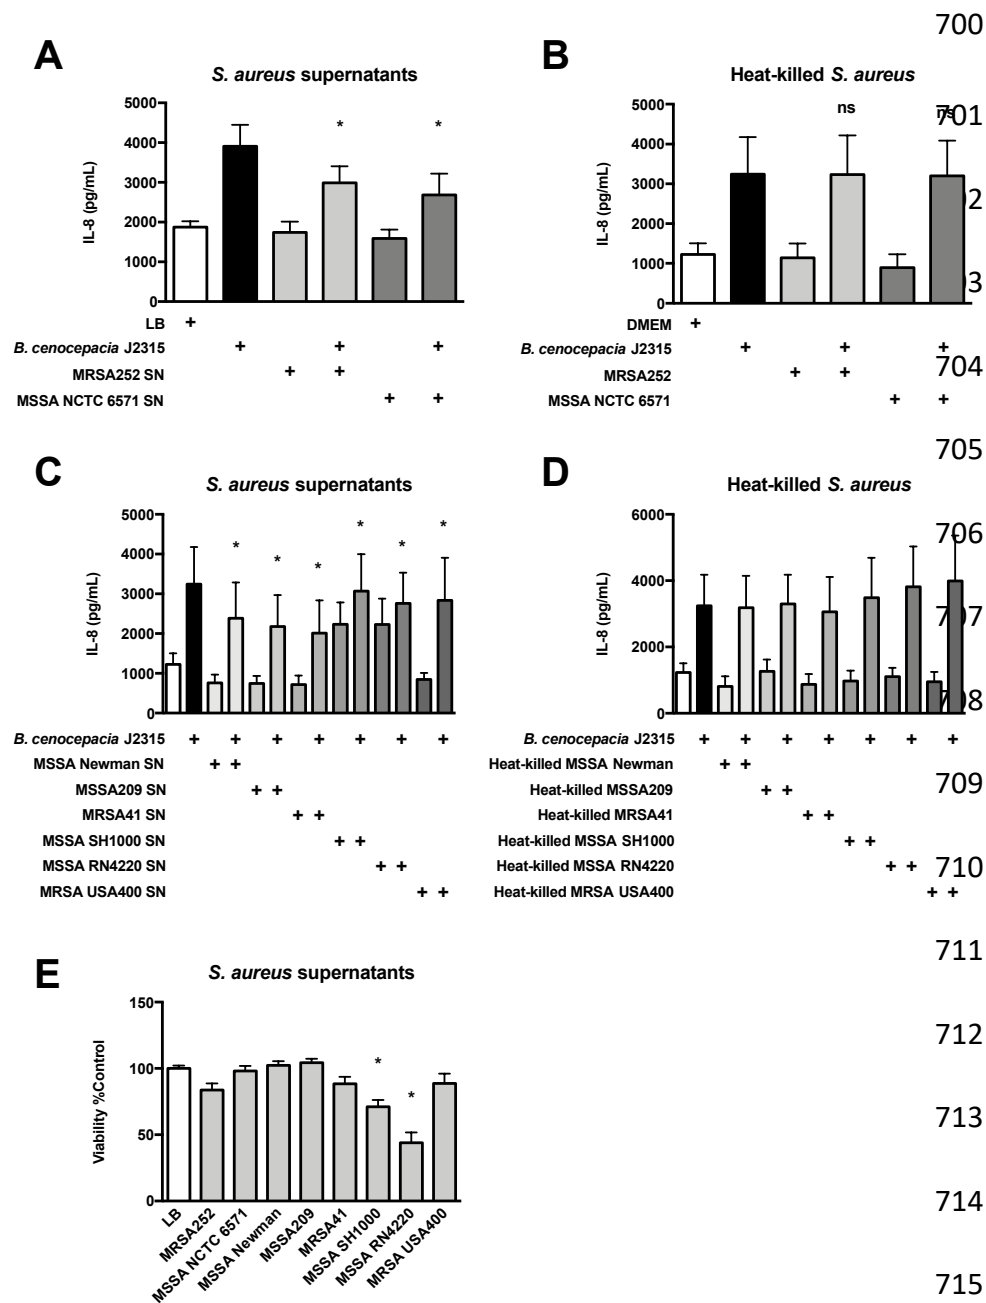 700
A
B
S. aureus supernatants
Heat-killed S. aureus
5000
4000
3000
2000
1000
0
IL-8 (pg/mL)
* *
5000
4000
3000
2000
1000
0
IL-8 (pg/mL)
ns ns
701
702
703
LB +
B. cenocepacia J2315 + + +
MRSA252 SN + +
MSSA NCTC 6571 SN + +
DMEM +
B. cenocepacia J2315 + + +
MRSA252 + +
MSSA NCTC 6571 + +
704
705
C
D
S. aureus supernatants
Heat-killed S. aureus
5000
4000
3000
2000
1000
0
IL-8 (pg/mL)
* * * * * *
6000
4000
2000
0
IL-8 (pg/mL)
706
707
708
B. cenocepacia J2315 + + + + + + +
MSSA Newman SN + +
MSSA209 SN + +
MRSA41 SN + +
MSSA SH1000 SN + +
MSSA RN4220 SN + +
MRSA USA400 SN + +
B. cenocepacia J2315 + + + + + + +
Heat-killed MSSA Newman + +
Heat-killed MSSA209 + +
Heat-killed MRSA41 + +
Heat-killed MSSA SH1000 + +
Heat-killed MSSA RN4220 + +
Heat-killed MRSA USA400 + +
709
710
711
E
S. aureus supernatants
150
100
50
0
Viability %Control
* *
LB
MRSA252
MSSA NCTC 6571
MSSA Newman
MSSA209
MRSA41
MSSA SH1000
MSSA RN4220
MRSA USA400
712
713
714
715